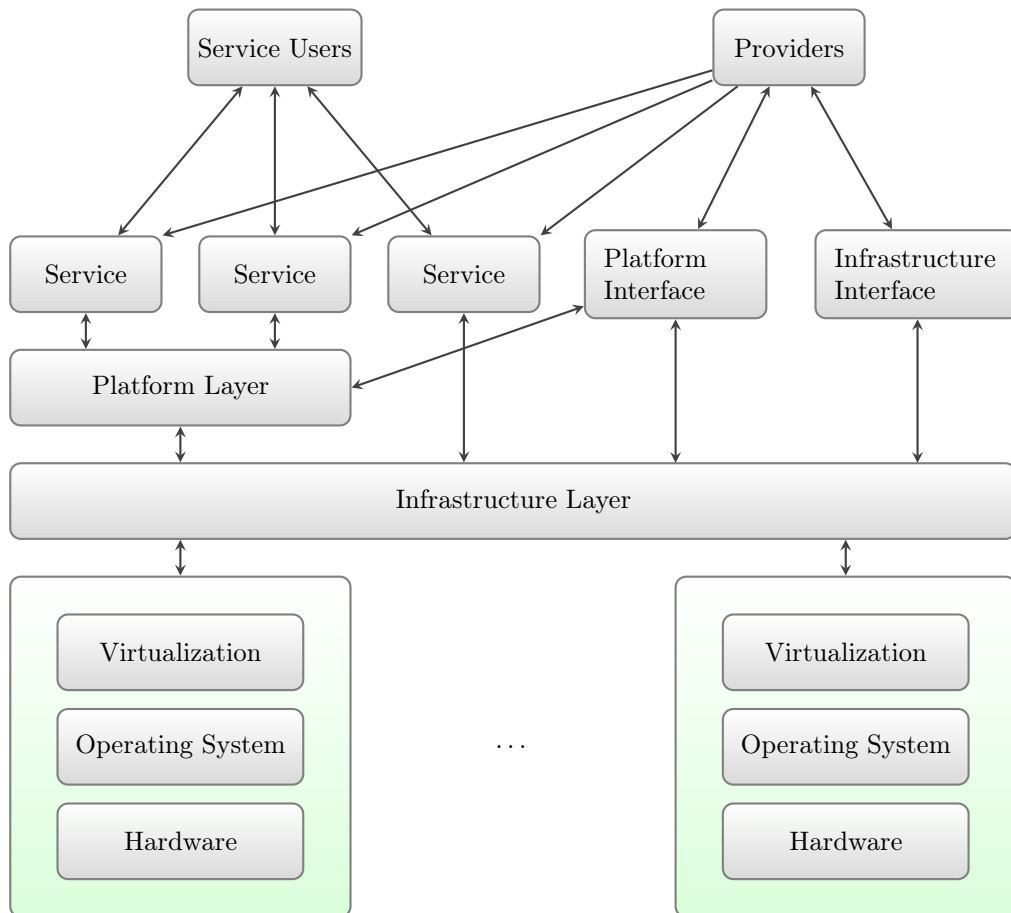 Service Users
Providers
Service
Service
Service
Platform
Interface
Infrastructure
Interface
Platform Layer
Infrastructure Layer
Virtualization
Operating System
Hardware
...
Virtualization
Operating System
Hardware